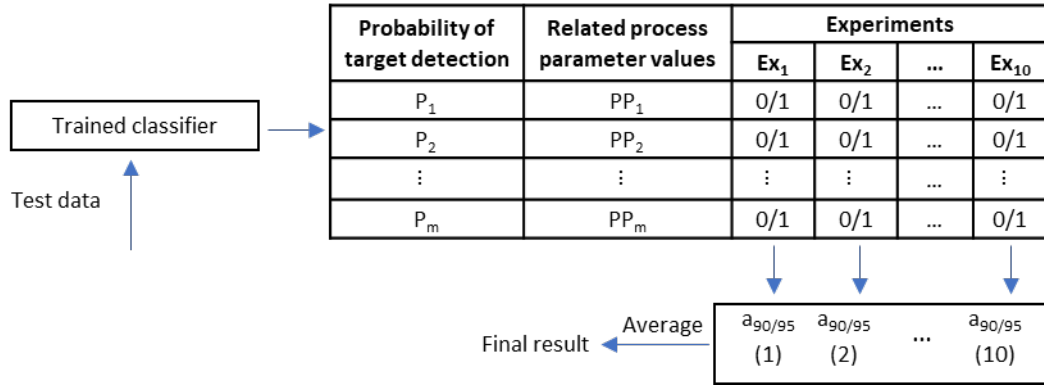 Probability of target detection | Related process parameter values | Experiments
Ex₁ | Ex₂ | ... | Ex₁₀
P₁ | PP₁ | 0/1 | 0/1 | ... | 0/1
Trained classifier
P₂ | PP₂ | 0/1 | 0/1 | ... | 0/1
⋮ | ⋮ | ⋮ | ⋮ | ... | ⋮
Test data
Pₘ | PPₘ | 0/1 | 0/1 | ... | 0/1
Final result
Average
a₉₀/₉₅ a₉₀/₉₅ ... a₉₀/₉₅
(1) (2) (10)